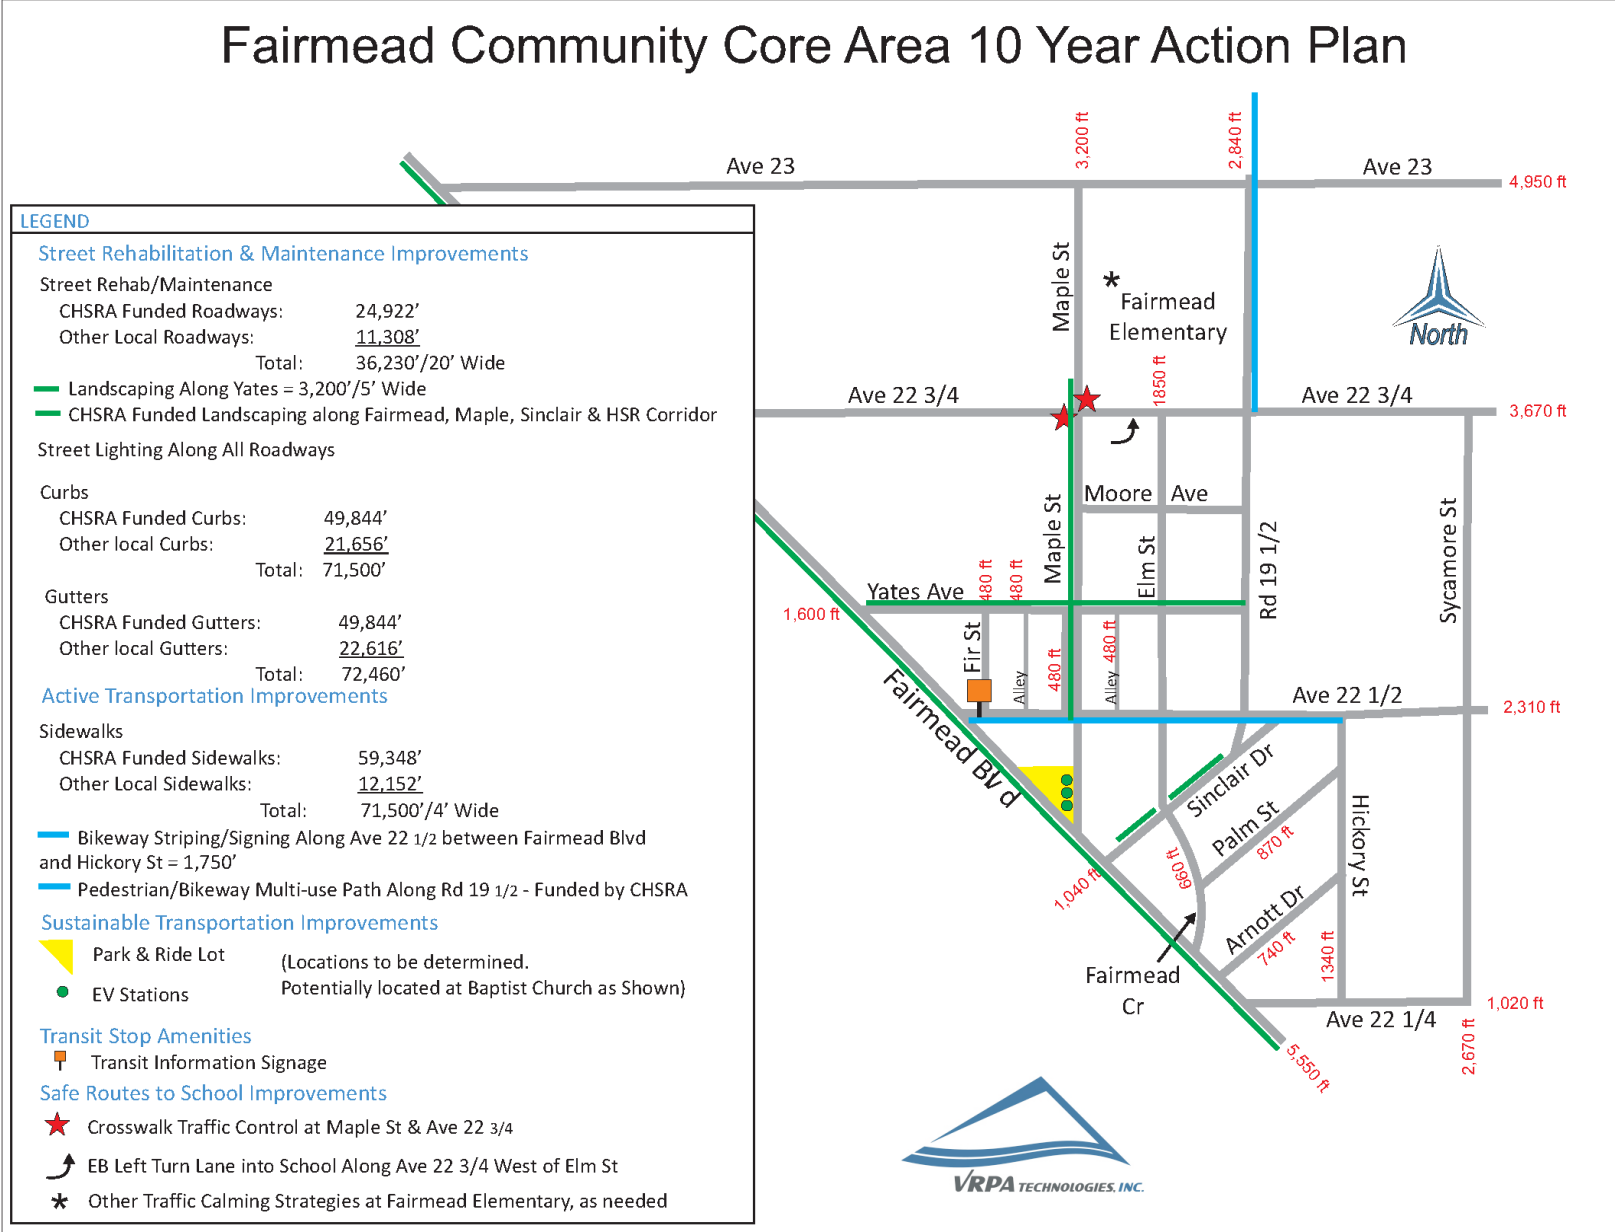 Fairmead Community Core Area 10 Year Action Plan
LEGEND
Street Rehabilitation & Maintenance Improvements
Street Rehab/Maintenance
CHSRA Funded Roadways: 24,922'
Other Local Roadways: 11,308'
Total: 36,230'/20' Wide
Landscaping Along Yates = 3,200'/5' Wide
CHSRA Funded Landscaping along Fairmead, Maple, Sinclair & HSR Corridor
Street Lighting Along All Roadways
Curbs
CHSRA Funded Curbs: 49,844'
Other local Curbs: 21,656'
Total: 71,500'
Gutters
CHSRA Funded Gutters: 49,844'
Other local Gutters: 22,616'
Total: 72,460'
Active Transportation Improvements
Sidewalks
CHSRA Funded Sidewalks: 59,348'
Other Local Sidewalks: 12,152'
Total: 71,500'/4' Wide
Bikeway Striping/Signing Along Ave 22 1/2 between Fairmead Blvd
and Hickory St = 1,750'
Pedestrian/Bikeway Multi-use Path Along Rd 19 1/2 - Funded by CHSRA
Sustainable Transportation Improvements
Park & Ride Lot
EV Stations
(Locations to be determined.
Potentially located at Baptist Church as Shown)
Transit Stop Amenities
Transit Information Signage
Safe Routes to School Improvements
Crosswalk Traffic Control at Maple St & Ave 22 3/4
EB Left Turn Lane into School Along Ave 22 3/4 West of Elm St
* Other Traffic Calming Strategies at Fairmead Elementary, as needed
3,200 ft
2,840 ft
Ave 23
Ave 23
4,950 ft
Maple St
*
Fairmead
Elementary
North
1850 ft
Ave 22 3/4
Ave 22 3/4
3,670 ft
Moore Ave
Maple St
Elm St
Rd 19 1/2
Sycamore St
480 ft
480 ft
Yates Ave
1,600 ft
Fir St
Alley
480 ft
480 ft
Alley
Ave 22 1/2
2,310 ft
Fairmead Blvd
Sinclair Dr
Palm St
870 ft
Hickory St
660 ft
1,040 ft
Arnott Dr
740 ft
1340 ft
Fairmead
Cr
1,020 ft
Ave 22 1/4
2,670 ft
5,550 ft
VRPA TECHNOLOGIES, INC.